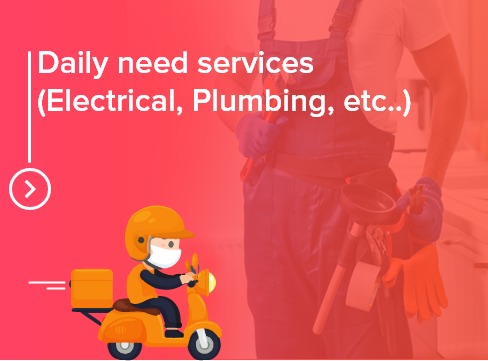 Daily need services
(Electrical, Plumbing, etc..)